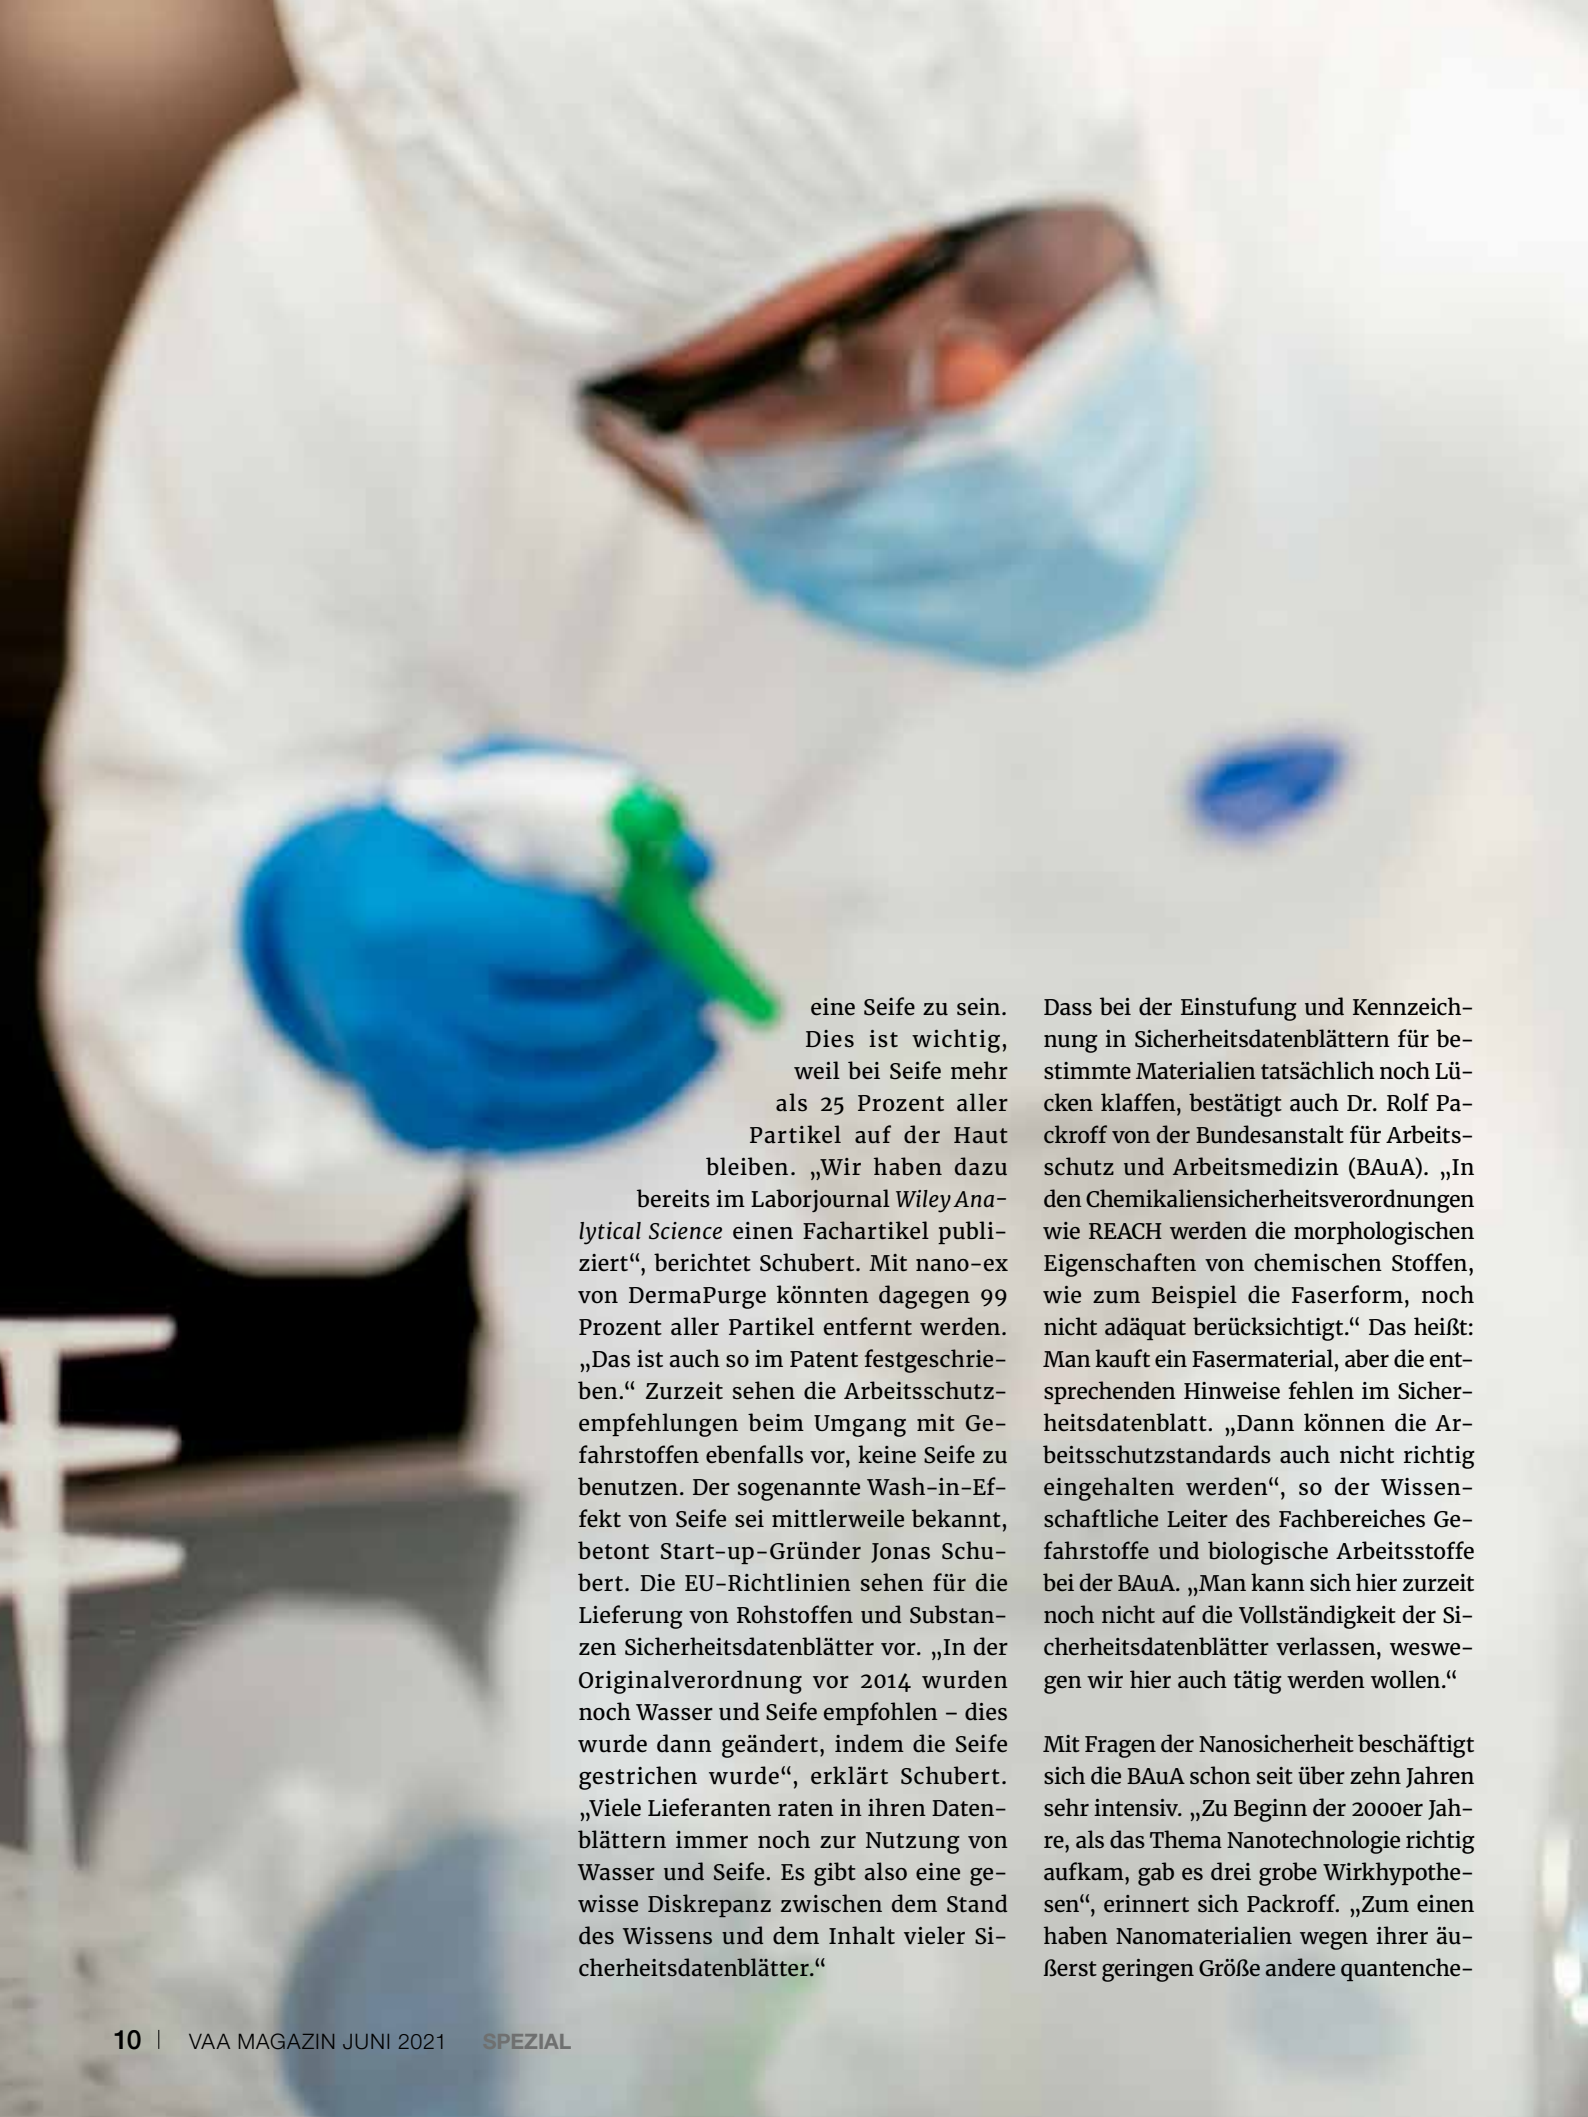 eine Seife zu sein.
Dies ist wichtig,
weil bei Seife mehr
als 25 Prozent aller
Partikel auf der Haut
bleiben. „Wir haben dazu
bereits im Laborjournal Wiley Ana-
lytical Science einen Fachartikel publi-
ziert“, berichtet Schubert. Mit nano-ex
von DermaPurge könnten dagegen 99
Prozent aller Partikel entfernt werden.
„Das ist auch so im Patent festgeschrie-
ben.“ Zurzeit sehen die Arbeitsschutz-
empfehlungen beim Umgang mit Ge-
fahrstoffen ebenfalls vor, keine Seife zu
benutzen. Der sogenannte Wash-in-Ef-
fekt von Seife sei mittlerweile bekannt,
betont Start-up-Gründer Jonas Schu-
bert. Die EU-Richtlinien sehen für die
Lieferung von Rohstoffen und Substan-
zen Sicherheitsdatenblätter vor. „In der
Originalverordnung vor 2014 wurden
noch Wasser und Seife empfohlen – dies
wurde dann geändert, indem die Seife
gestrichen wurde“, erklärt Schubert.
„Viele Lieferanten raten in ihren Daten-
blättern immer noch zur Nutzung von
Wasser und Seife. Es gibt also eine ge-
wisse Diskrepanz zwischen dem Stand
des Wissens und dem Inhalt vieler Si-
cherheitsdatenblätter.“
Dass bei der Einstufung und Kennzeich-
nung in Sicherheitsdatenblättern für be-
stimmte Materialien tatsächlich noch Lü-
cken klaffen, bestätigt auch Dr. Rolf Pa-
ckroff von der Bundesanstalt für Arbeits-
schutz und Arbeitsmedizin (BAuA). „In
den Chemikaliensicherheitsverordnungen
wie REACH werden die morphologischen
Eigenschaften von chemischen Stoffen,
wie zum Beispiel die Faserform, noch
nicht adäquat berücksichtigt.“ Das heißt:
Man kauft ein Fasermaterial, aber die ent-
sprechenden Hinweise fehlen im Sicher-
heitsdatenblatt. „Dann können die Ar-
beitsschutzstandards auch nicht richtig
eingehalten werden“, so der Wissen-
schaftliche Leiter des Fachbereiches Ge-
fahrstoffe und biologische Arbeitsstoffe
bei der BAuA. „Man kann sich hier zurzeit
noch nicht auf die Vollständigkeit der Si-
cherheitsdatenblätter verlassen, weswe-
gen wir hier auch tätig werden wollen.“
Mit Fragen der Nanosicherheit beschäftigt
sich die BAuA schon seit über zehn Jahren
sehr intensiv. „Zu Beginn der 2000er Jah-
re, als das Thema Nanotechnologie richtig
aufkam, gab es drei grobe Wirkhypothe-
sen“, erinnert sich Packroff. „Zum einen
haben Nanomaterialien wegen ihrer äu-
ßerst geringen Größe andere quantenche-
10 | VAA MAGAZIN JUNI 2021 SPEZIAL